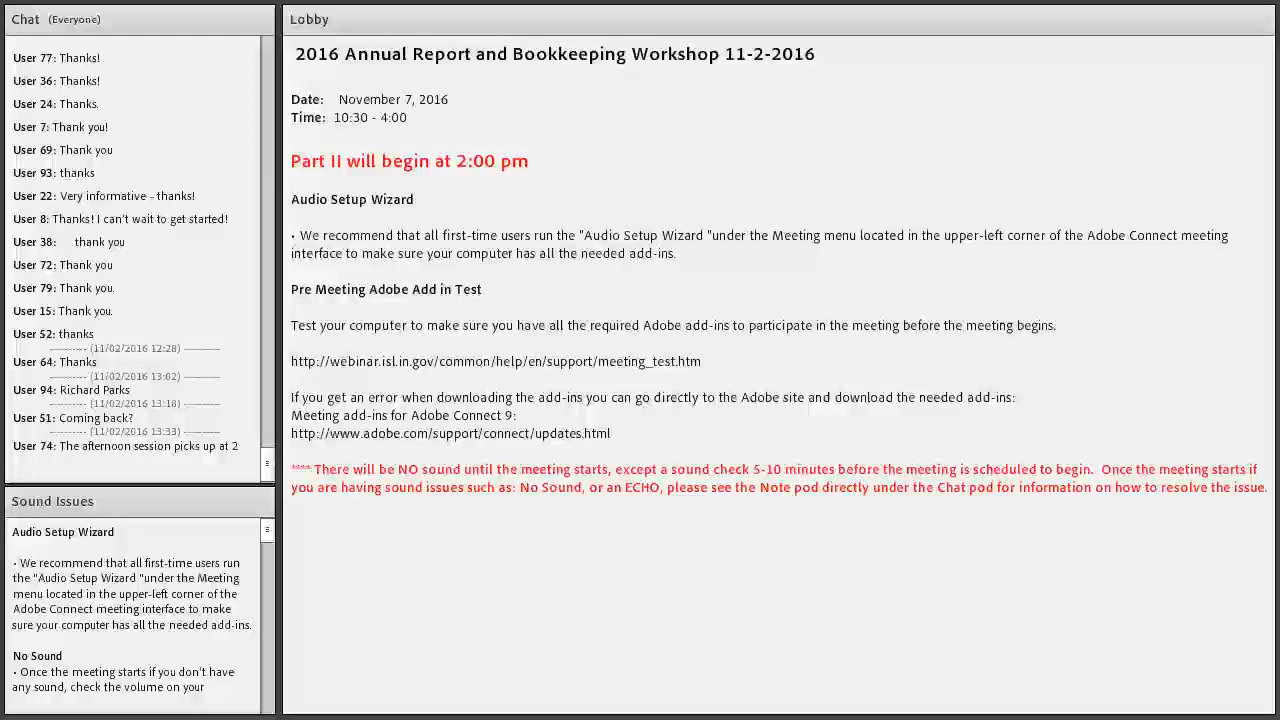 Chat (Everyone)
User 77: Thanks!
User 36: Thanks!
User 24: Thanks.
User 7: Thank you!
User 69: Thank you
User 93: thanks
User 22: Very informative - thanks!
User 8: Thanks! I can't wait to get started!
User 38: thank you
User 72: Thank you
User 79: Thank you.
User 15: Thank you.
User 52: thanks
---------- (11/02/2016 12:28) ----------
User 64: Thanks
---------- (11/02/2016 13:02) ----------
User 94: Richard Parks
---------- (11/02/2016 13:18) ----------
User 51: Coming back?
---------- (11/02/2016 13:33) ----------
User 74: The afternoon session picks up at 2
Sound Issues
Audio Setup Wizard
• We recommend that all first-time users run
the "Audio Setup Wizard "under the Meeting
menu located in the upper-left corner of the
Adobe Connect meeting interface to make
sure your computer has all the needed add-ins.
No Sound
• Once the meeting starts if you don't have
any sound, check the volume on your
Lobby
2016 Annual Report and Bookkeeping Workshop 11-2-2016
Date: November 7, 2016
Time: 10:30 - 4:00
Part II will begin at 2:00 pm
Audio Setup Wizard
• We recommend that all first-time users run the "Audio Setup Wizard "under the Meeting menu located in the upper-left corner of the Adobe Connect meeting
interface to make sure your computer has all the needed add-ins.
Pre Meeting Adobe Add in Test
Test your computer to make sure you have all the required Adobe add-ins to participate in the meeting before the meeting begins.
http://webinar.isl.in.gov/common/help/en/support/meeting_test.htm
If you get an error when downloading the add-ins you can go directly to the Adobe site and download the needed add-ins:
Meeting add-ins for Adobe Connect 9:
http://www.adobe.com/support/connect/updates.html
**** There will be NO sound until the meeting starts, except a sound check 5-10 minutes before the meeting is scheduled to begin. Once the meeting starts if
you are having sound issues such as: No Sound, or an ECHO, please see the Note pod directly under the Chat pod for information on how to resolve the issue.